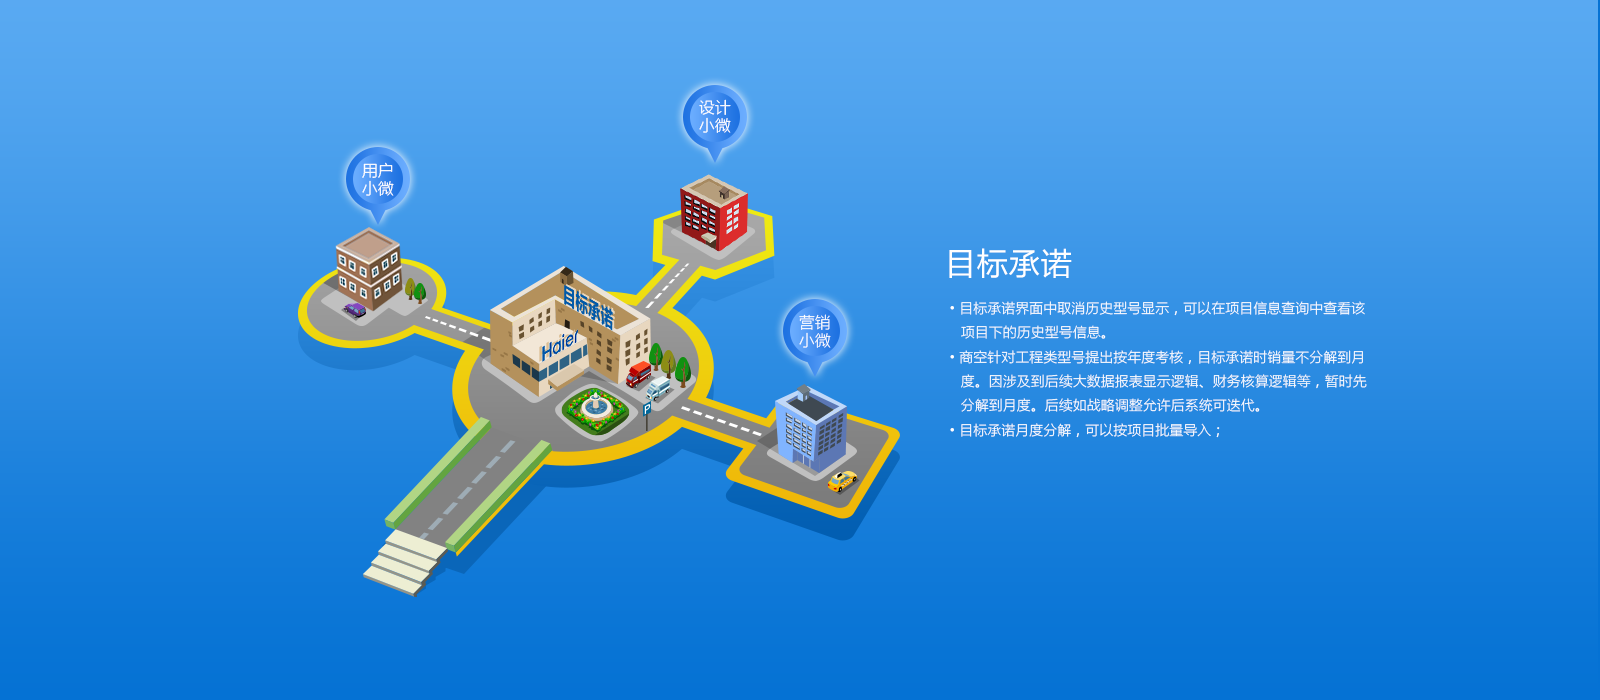 设计
小微
用户
小微
目标承诺
Haier
P
营销
小微
目标承诺
• 目标承诺界面中取消历史型号显示，可以在项目信息查询中查看该
项目下的历史型号信息。
• 商空针对工程类型号提出按年度考核，目标承诺时销量不分解到月
度。因涉及到后续大数据报表显示逻辑、财务核算逻辑等，暂时先
分解到月度。后续如战略调整允许后系统可迭代。
• 目标承诺月度分解，可以按项目批量导入；